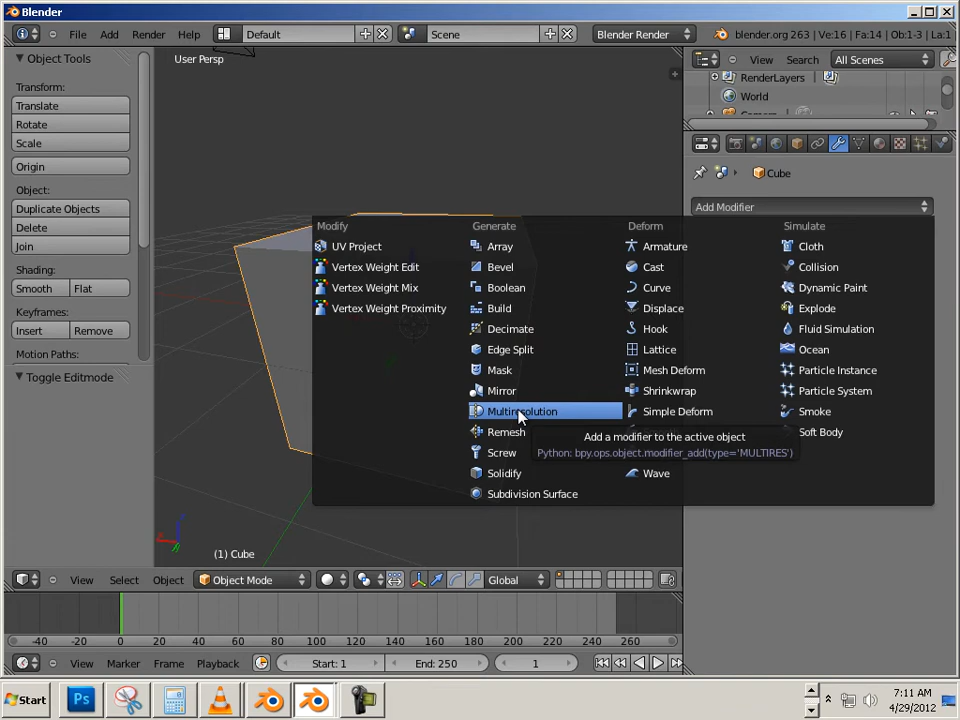 Blender
File Add Render Help Default Scene Blender Render blender.org 263 | Ve:16 | Fa:14 | Ob:1-3 | La:1
Object Tools
Transform:
Translate
Rotate
Scale
Origin
Object:
Duplicate Objects
Delete
Join
Shading:
Smooth Flat
Keyframes:
Insert Remove
Motion Paths:
Toggle Editmode
User Persp
(1) Cube
View Search All Scenes
RenderLayers
World
Cube
Add Modifier
Modify
UV Project
Vertex Weight Edit
Vertex Weight Mix
Vertex Weight Proximity
Generate
Array
Bevel
Boolean
Build
Decimate
Edge Split
Mask
Mirror
Multiresolution
Remesh
Screw
Solidify
Subdivision Surface
Deform
Armature
Cast
Curve
Displace
Hook
Lattice
Mesh Deform
Shrinkwrap
Simple Deform
Wave
Simulate
Cloth
Collision
Dynamic Paint
Explode
Fluid Simulation
Ocean
Particle Instance
Particle System
Smoke
Soft Body
Add a modifier to the active object
Python: bpy.ops.object.modifier_add(type='MULTIRES')
View Select Object Object Mode Global
-40 -20 0 20 40 60 80 100 120 140 160 180 200 220 240 260
View Marker Frame Playback Start: 1 End: 250 1
Start Ps 7:11 AM
4/29/2012